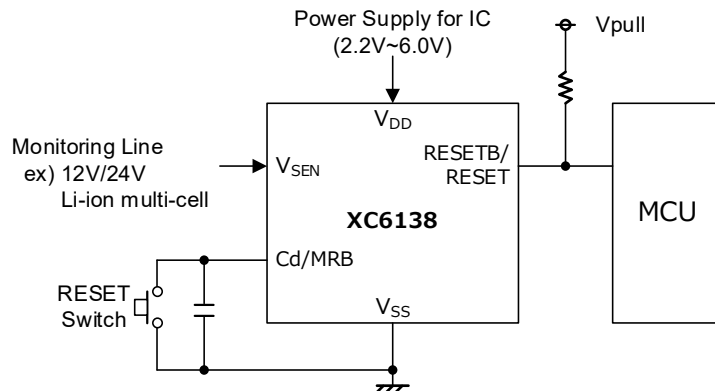 Power Supply for IC
(2.2V~6.0V)
Vpull
VDD
Monitoring Line
ex) 12V/24V
Li-ion multi-cell
VSEN
RESETB/
RESET
MCU
XC6138
Cd/MRB
RESET
Switch
VSS